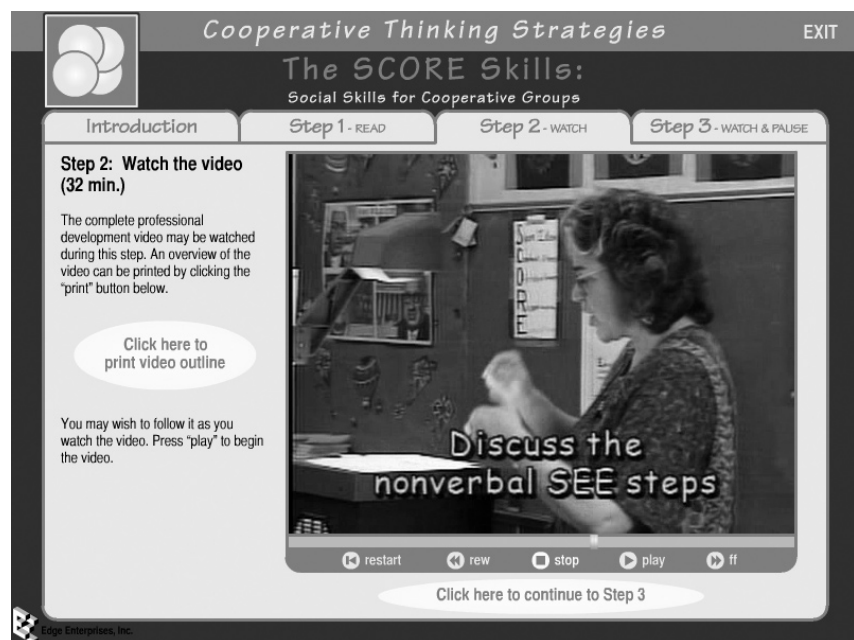 Cooperative Thinking Strategies
EXIT
The SCORE Skills:
Social Skills for Cooperative Groups
Introduction
Step 1 - READ
Step 2 - WATCH
Step 3 - WATCH & PAUSE
Step 2: Watch the video
(32 min.)
The complete professional
development video may be watched
during this step. An overview of the
video can be printed by clicking the
“print” button below.
Click here to
print video outline
You may wish to follow it as you
watch the video. Press “play” to begin
the video.
S
C
O
R
E
Discuss the
nonverbal SEE steps
restart
rew
stop
play
ff
Click here to continue to Step 3
Edge Enterprises, Inc.